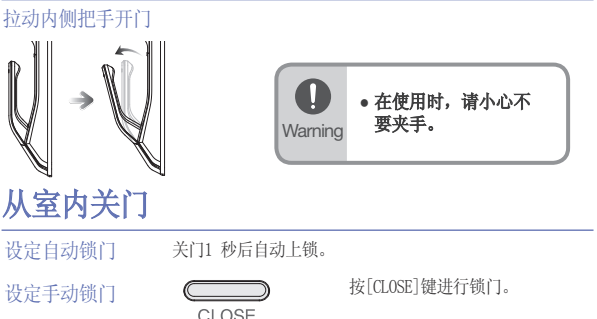 拉动内侧把手开门
Warning
● 在使用时，请小心不
要夹手。
从室内关门
设定自动锁门
关门1 秒后自动上锁。
设定手动锁门
CLOSE
按[CLOSE]键进行锁门。